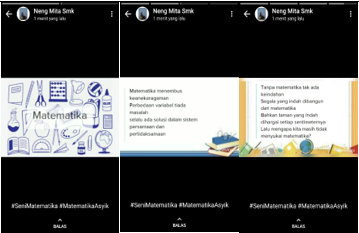 Neng Mita Smk
1 menit yang lalu
Matematika
#SeniMatematika #MatematikaAsyik
BALAS
Neng Mita Smk
1 menit yang lalu
Matematika menembus
keanekaragaman
Perbedaan variabel tiada
masalah
selalu ada solusi dalam sistem
persamaan dan
pertidaksamaan
#SeniMatematika #MatematikaAsyik
BALAS
Neng Mita Smk
1 menit yang lalu
Tanpa matematika tak ada
keindahan
Segala yang indah dibangun
dari matematika
Bahkan taman yang indah
dihargai setiap sentimeternya
Lalu mengapa kita masih tidak
menyukai matematika?
#SeniMatematika #MatematikaAsyik
BALAS